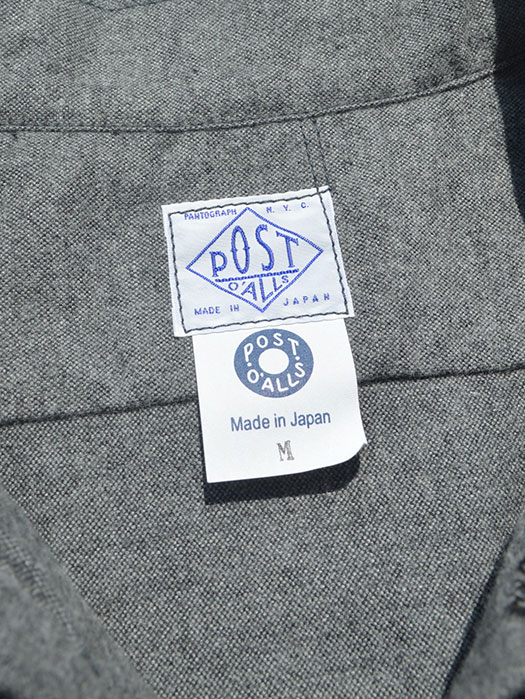 PANTOGRAPH N.Y.C.
POST
O'ALLS
MADE IN JAPAN
POST
O'ALLS
Made in Japan
M